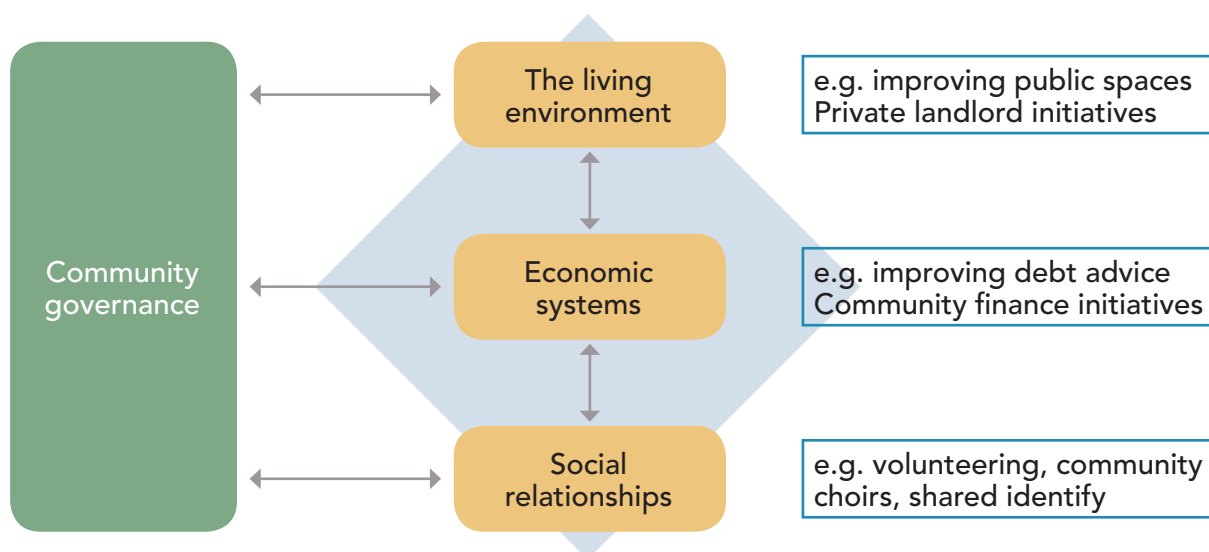 Community
governance
The living
environment
e.g. improving public spaces
Private landlord initiatives
Economic
systems
e.g. improving debt advice
Community finance initiatives
Social
relationships
e.g. volunteering, community
choirs, shared identify